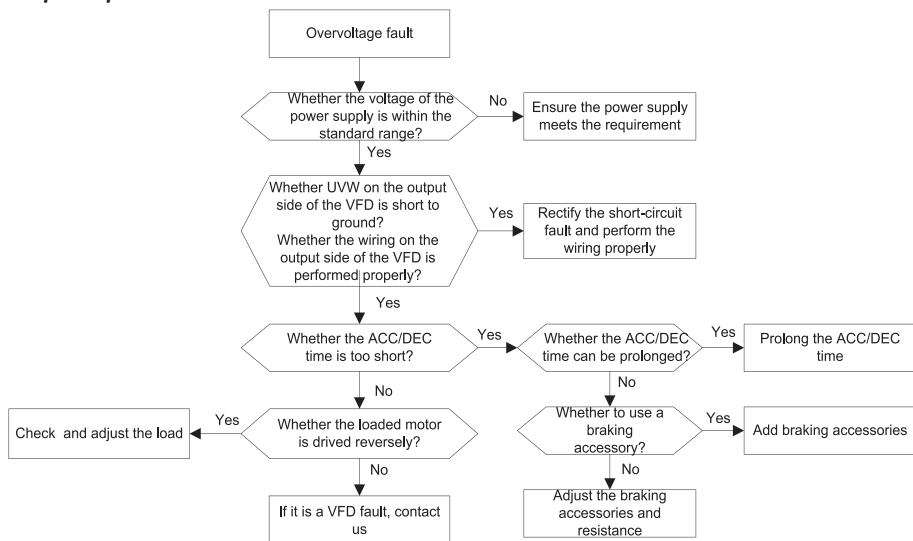 Overvoltage fault
Whether the voltage of the
power supply is within the
standard range?
No
Ensure the power supply
meets the requirement
Yes
Whether UVW on the output
side of the VFD is short to
ground?
Whether the wiring on the
output side of the VFD is
performed properly?
Yes
Rectify the short-circuit
fault and perform the
wiring properly
Yes
Whether the ACC/DEC
time is too short?
Yes
Whether the ACC/DEC
time can be prolonged?
Yes
Prolong the ACC/DEC
time
No
No
Check and adjust the load
Yes
Whether the loaded motor
is drived reversely?
Whether to use a
braking
accessory?
Yes
Add braking accessories
No
No
If it is a VFD fault, contact
us
Adjust the braking
accessories and
resistance